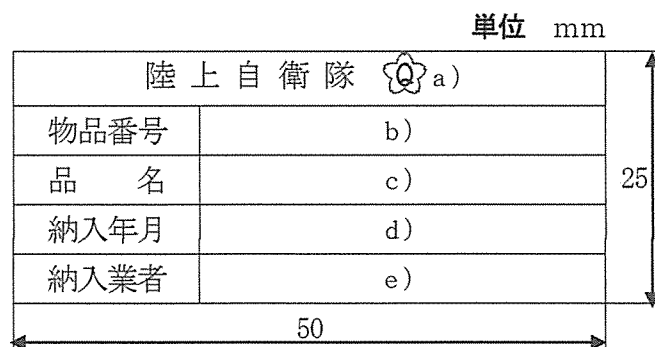 単位 mm
陸上自衛隊 Q a)
物品番号 b)
品 名 c)
納入年月 d)
納入業者 e)
25
50